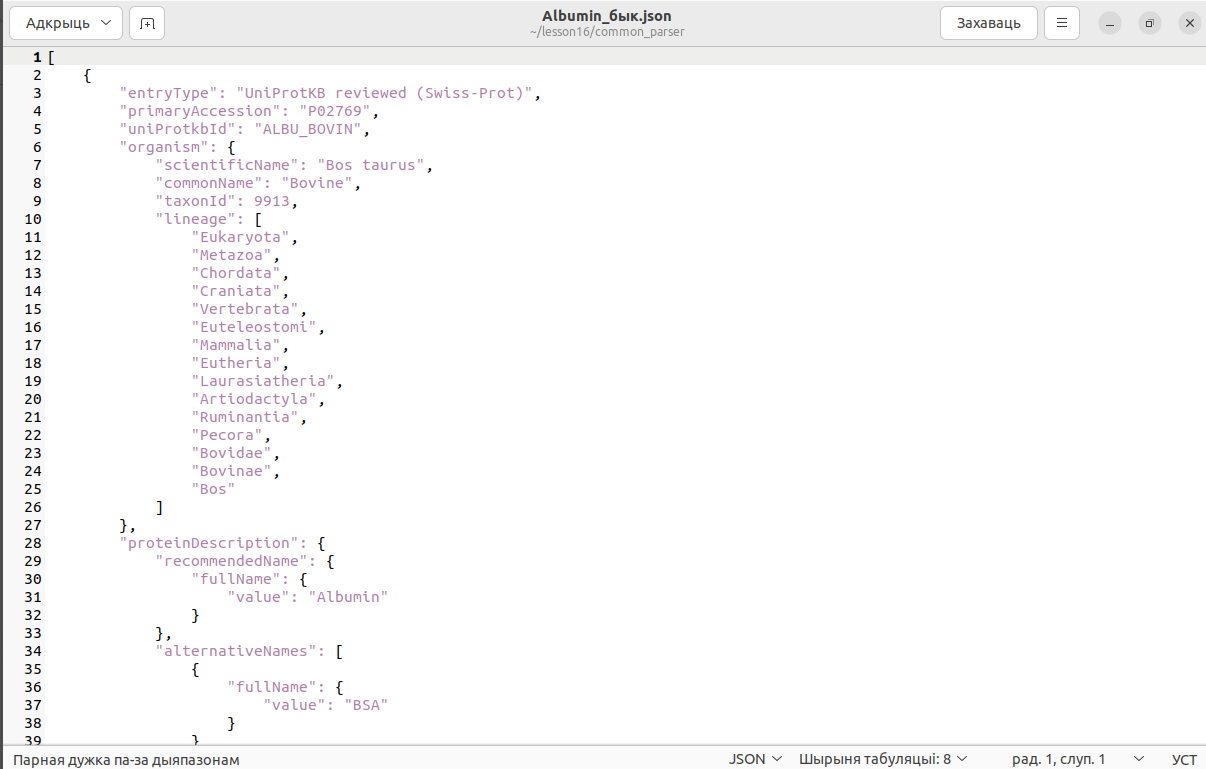 Адкрыць
Albumin_бык.json
~/lesson16/common_parser
Захаваць
1 [
2     {
3         "entryType": "UniProtKB reviewed (Swiss-Prot)",
4         "primaryAccession": "P02769",
5         "uniProtkbId": "ALBU_BOVIN",
6         "organism": {
7             "scientificName": "Bos taurus",
8             "commonName": "Bovine",
9             "taxonId": 9913,
10             "lineage": [
11                 "Eukaryota",
12                 "Metazoa",
13                 "Chordata",
14                 "Craniata",
15                 "Vertebrata",
16                 "Euteleostomi",
17                 "Mammalia",
18                 "Eutheria",
19                 "Laurasiatheria",
20                 "Artiodactyla",
21                 "Ruminantia",
22                 "Pecora",
23                 "Bovidae",
24                 "Bovinae",
25                 "Bos"
26             ]
27         },
28         "proteinDescription": {
29             "recommendedName": {
30                 "fullName": {
31                     "value": "Albumin"
32                 }
33             },
34             "alternativeNames": [
35                 {
36                     "fullName": {
37                         "value": "BSA"
38                     }
39                 }
Парная дужка па-за дыяпазонам
JSON
Шырыня табуляцыі: 8
рад. 1, слуп. 1
УСТ